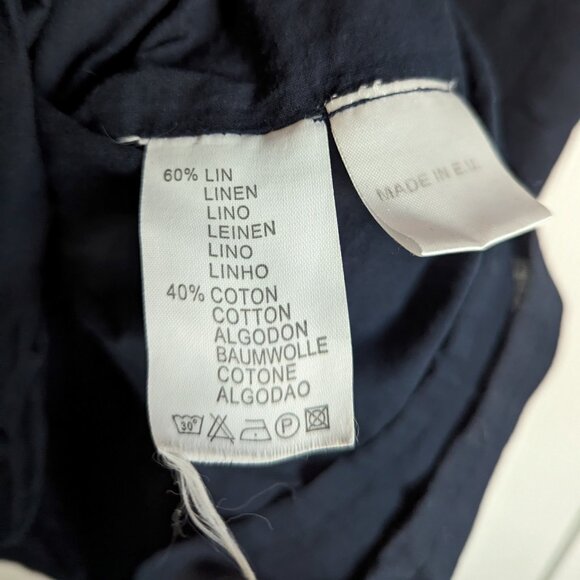 60% LIN
LINEN
LINO
LEINEN
LINO
LINHO
40% COTON
COTTON
ALGODON
BAUMWOLLE
COTONE
ALGODAO
30°
P
MADE IN E.U.